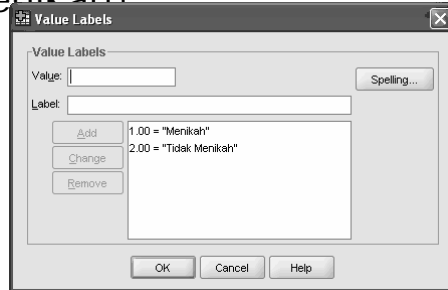 Value Labels
Value Labels
Value:
Spelling...
Label:
Add
1.00 = "Menikah"
Change
2.00 = "Tidak Menikah"
Remove
OK
Cancel
Help